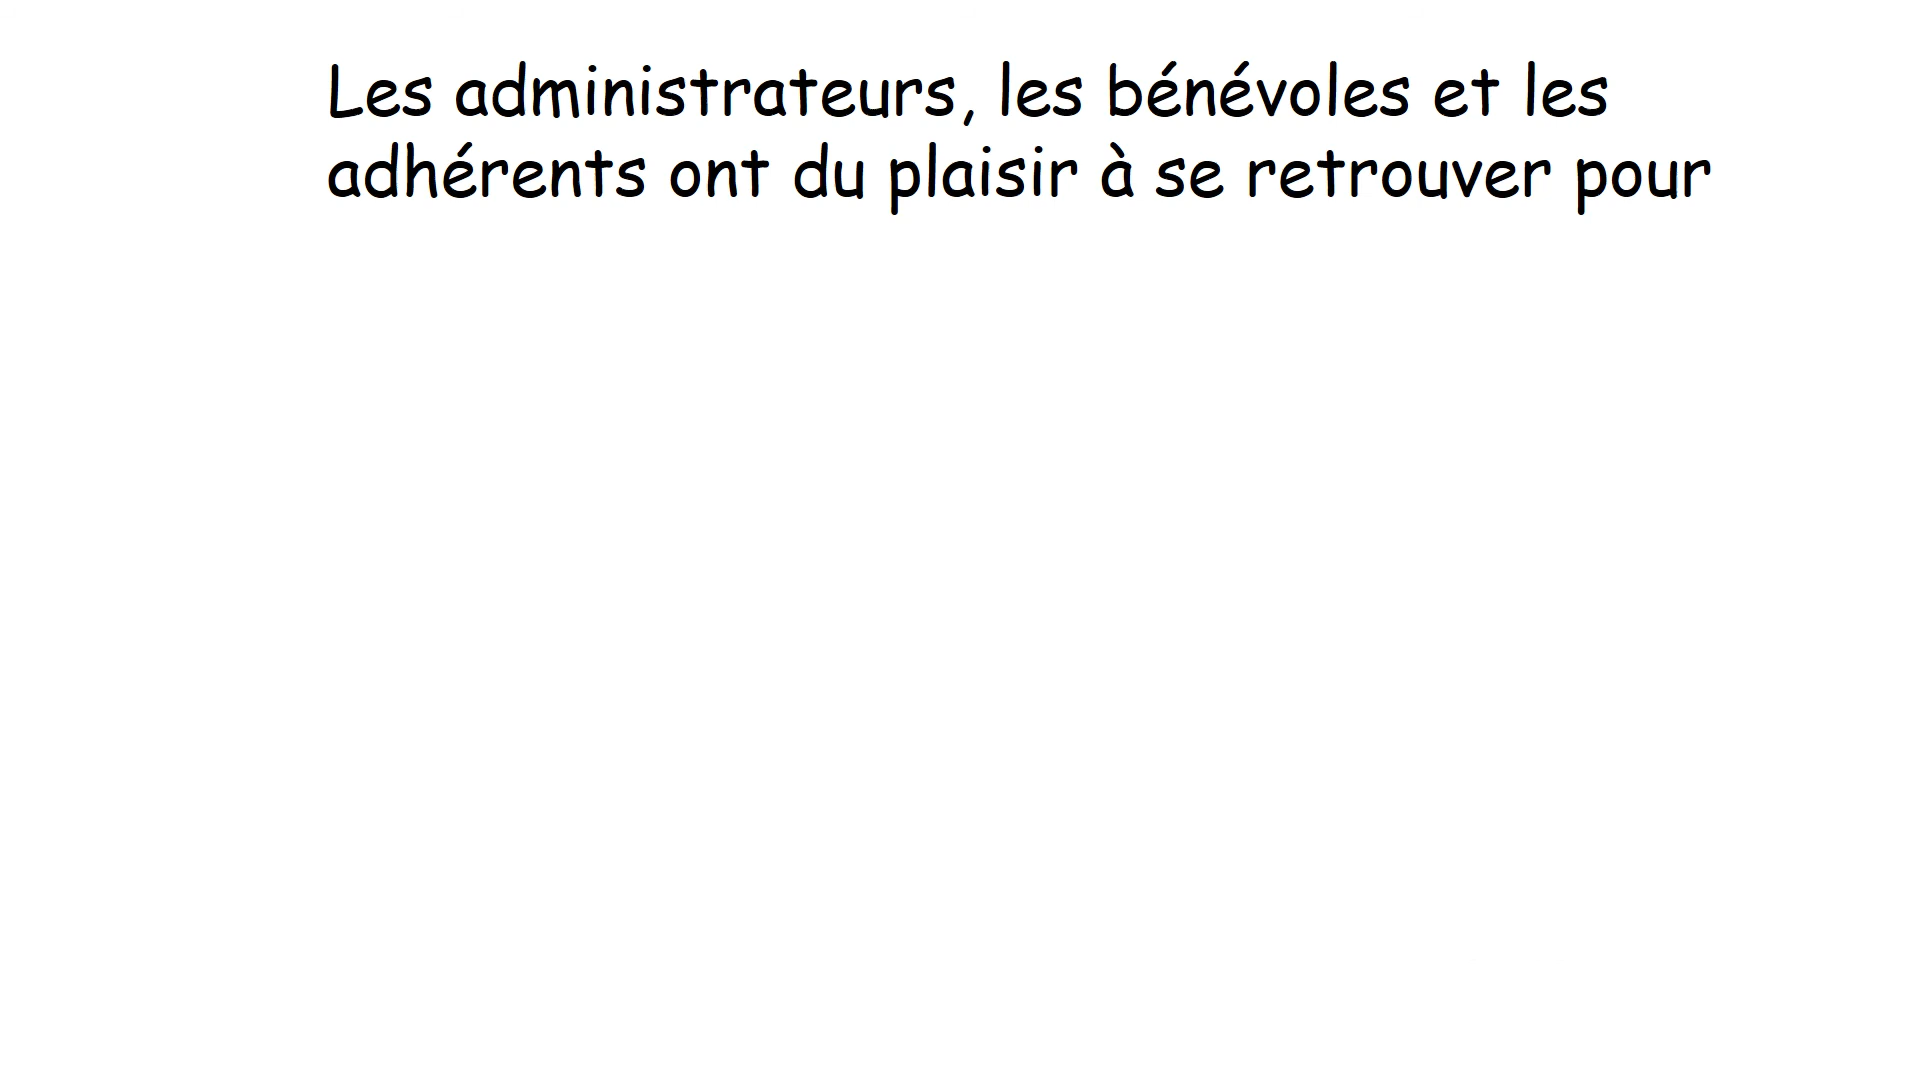 Les administrateurs, les bénévoles et les
adhérents ont du plaisir à se retrouver pour